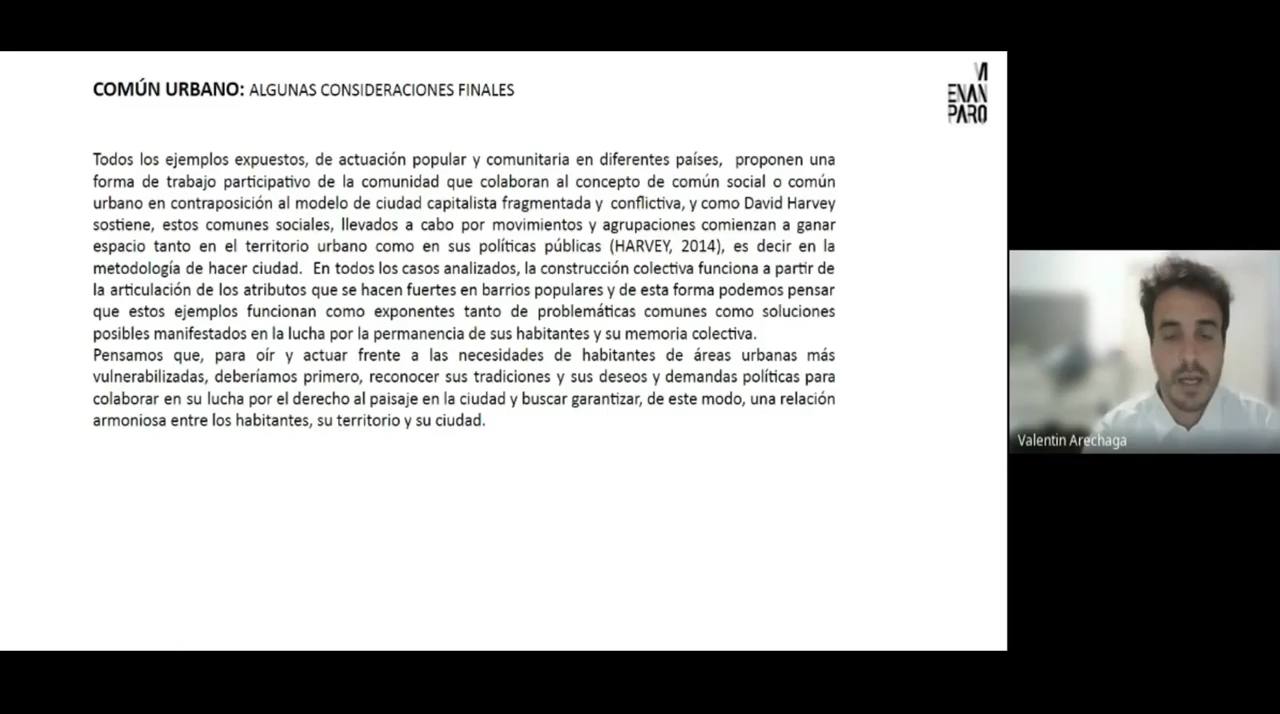 COMÚN URBANO: ALGUNAS CONSIDERACIONES FINALES
VI
ENAN
PARQ
Todos los ejemplos expuestos, de actuación popular y comunitaria en diferentes países, proponen una
forma de trabajo participativo de la comunidad que colaboran al concepto de común social o común
urbano en contraposición al modelo de ciudad capitalista fragmentada y conflictiva, y como David Harvey
sostiene, estos comunes sociales, llevados a cabo por movimientos y agrupaciones comienzan a ganar
espacio tanto en el territorio urbano como en sus políticas públicas (HARVEY, 2014), es decir en la
metodología de hacer ciudad. En todos los casos analizados, la construcción colectiva funciona a partir de
la articulación de los atributos que se hacen fuertes en barrios populares y de esta forma podemos pensar
que estos ejemplos funcionan como exponentes tanto de problemáticas comunes como soluciones
posibles manifestados en la lucha por la permanencia de sus habitantes y su memoria colectiva.
Pensamos que, para oír y actuar frente a las necesidades de habitantes de áreas urbanas más
vulnerabilizadas, deberíamos primero, reconocer sus tradiciones y sus deseos y demandas políticas para
colaborar en su lucha por el derecho al paisaje en la ciudad y buscar garantizar, de este modo, una relación
armoniosa entre los habitantes, su territorio y su ciudad.
Valentin Arechaga